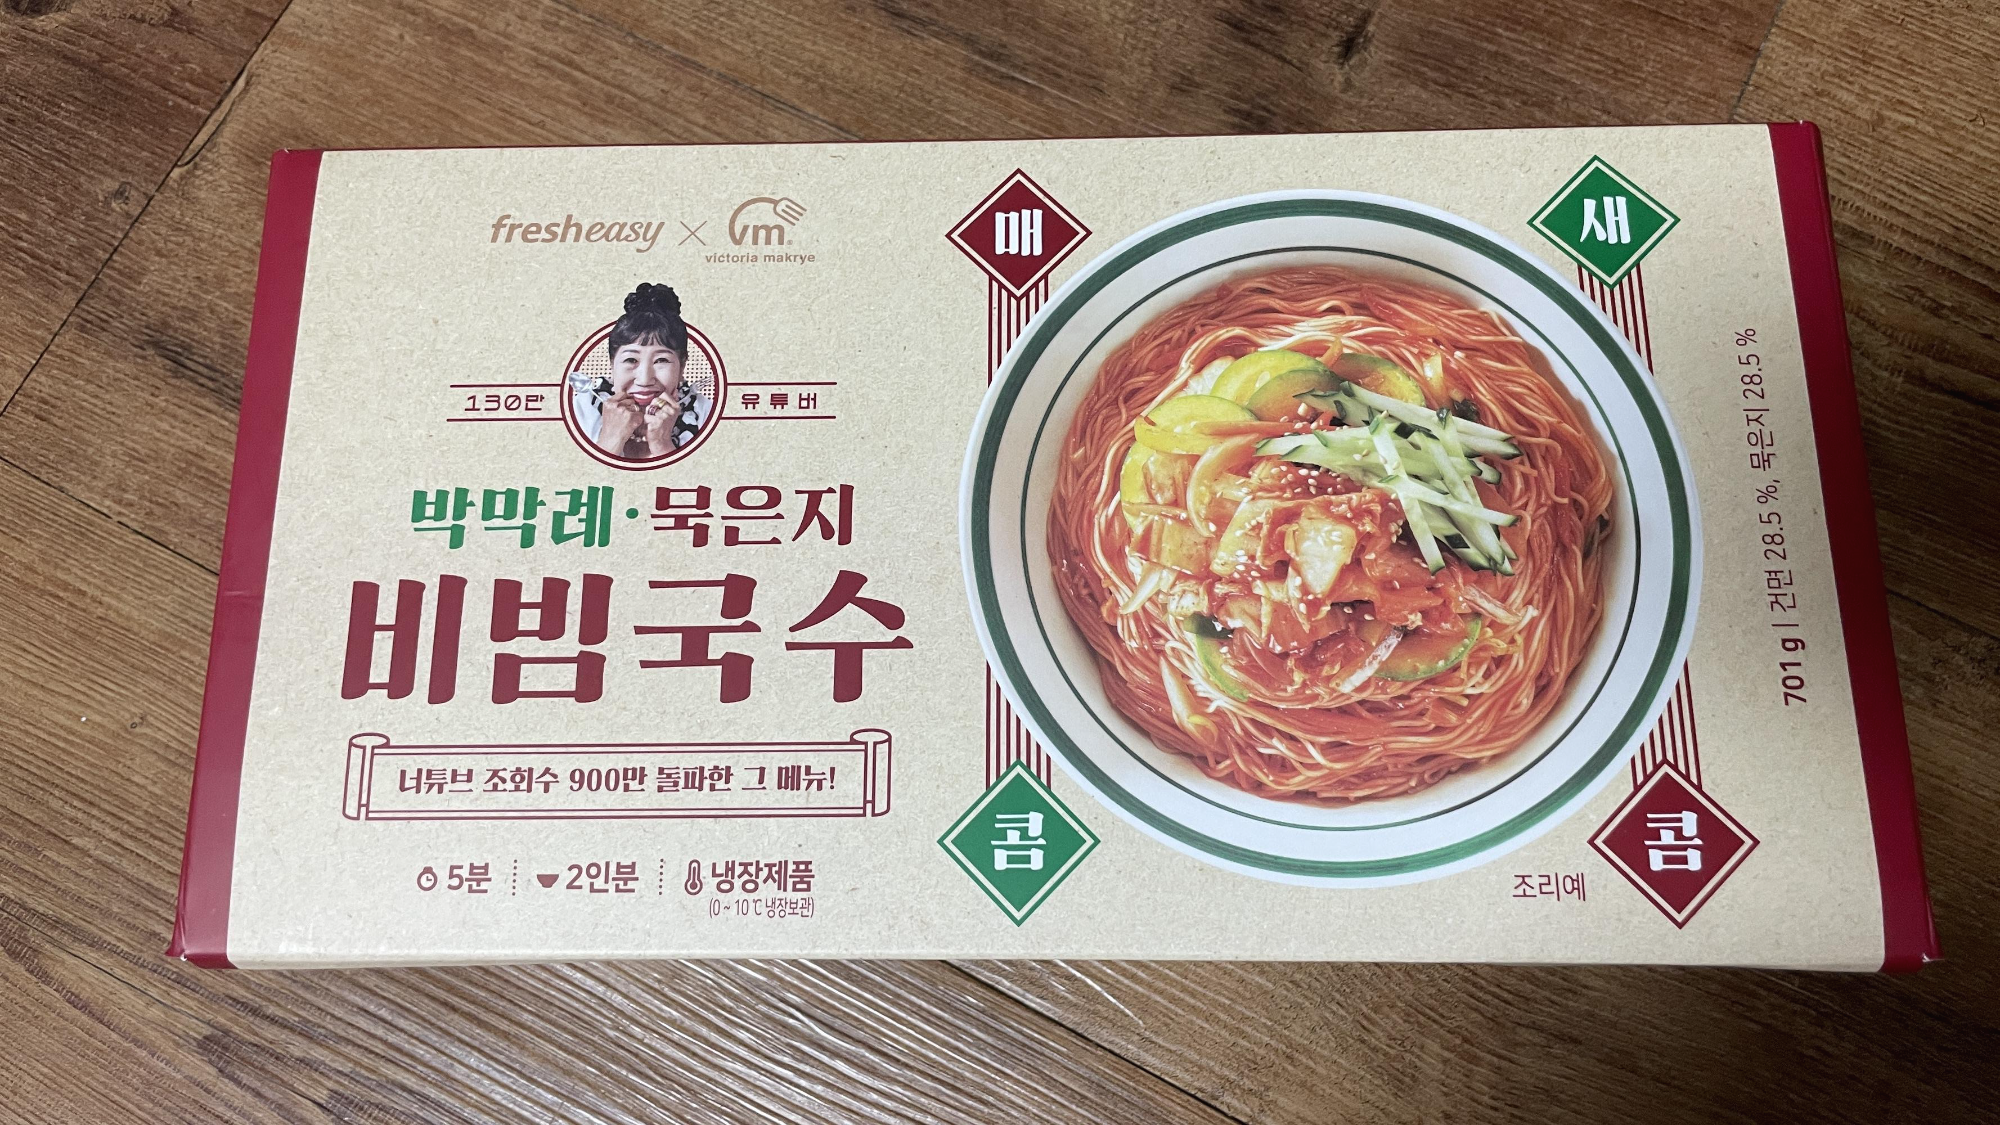 fresheasy × vm
victoria makrye
130만 유튜버
박막례·묵은지
비빔국수
너튜브 조회수 900만 돌파한 그 메뉴!
5분 2인분 냉장제품
(0~10℃ 냉장보관)
매콤
새콤
조리예
701g | 건면 28.5%, 묵은지 28.5%